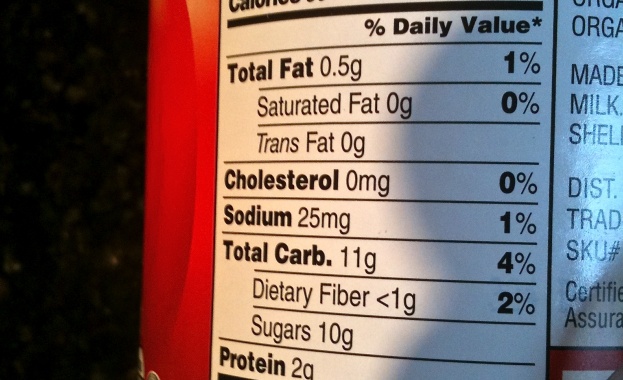 Calories
% Daily Value*
Total Fat 0.5g 1%
Saturated Fat 0g 0%
Trans Fat 0g
Cholesterol 0mg 0%
Sodium 25mg 1%
Total Carb. 11g 4%
Dietary Fiber <1g 2%
Sugars 10g
Protein 2g
ORGA
MADE
MILK.
SHELL
DIST.
TRAD
SKU#
Certifie
Assura